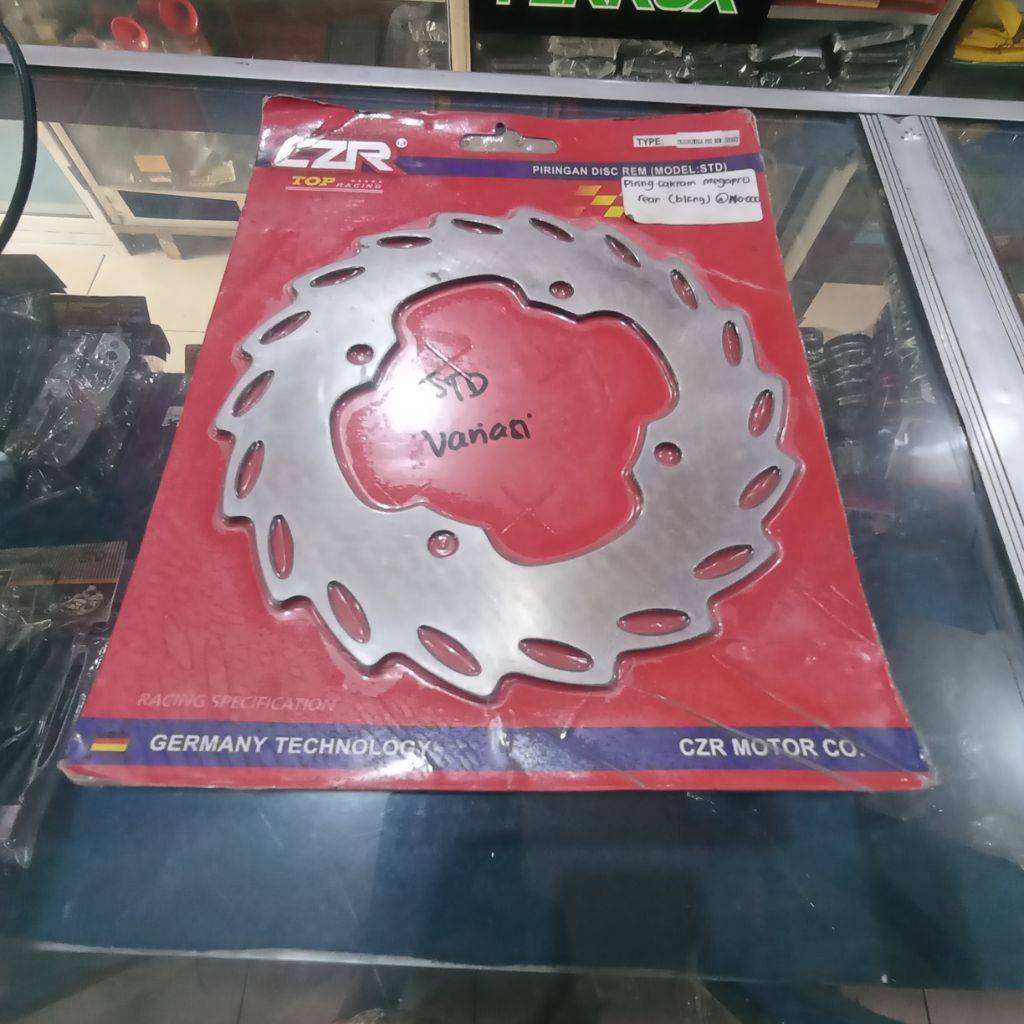 CZR®
TOP RACING
TYPE:
PIRINGAN DISC REM (MODEL:STD)
Piring cakram megapro
rear (blkng)
STD
Variasi
RACING SPECIFICATION
GERMANY TECHNOLOGY
CZR MOTOR CO.